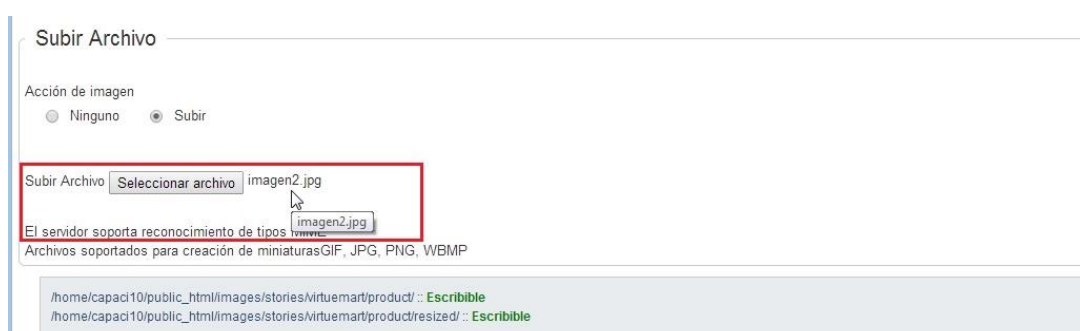 Subir Archivo
Acción de imagen
Ninguno Subir
Subir Archivo Seleccionar archivo imagen2.jpg
imagen2.jpg
El servidor soporta reconocimiento de tipos MIME
Archivos soportados para creación de miniaturasGIF, JPG, PNG, WBMP
/home/capaci10/public_html/images/stories/virtuemart/product/ :: Escribible
/home/capaci10/public_html/images/stories/virtuemart/product/resized/ :: Escribible